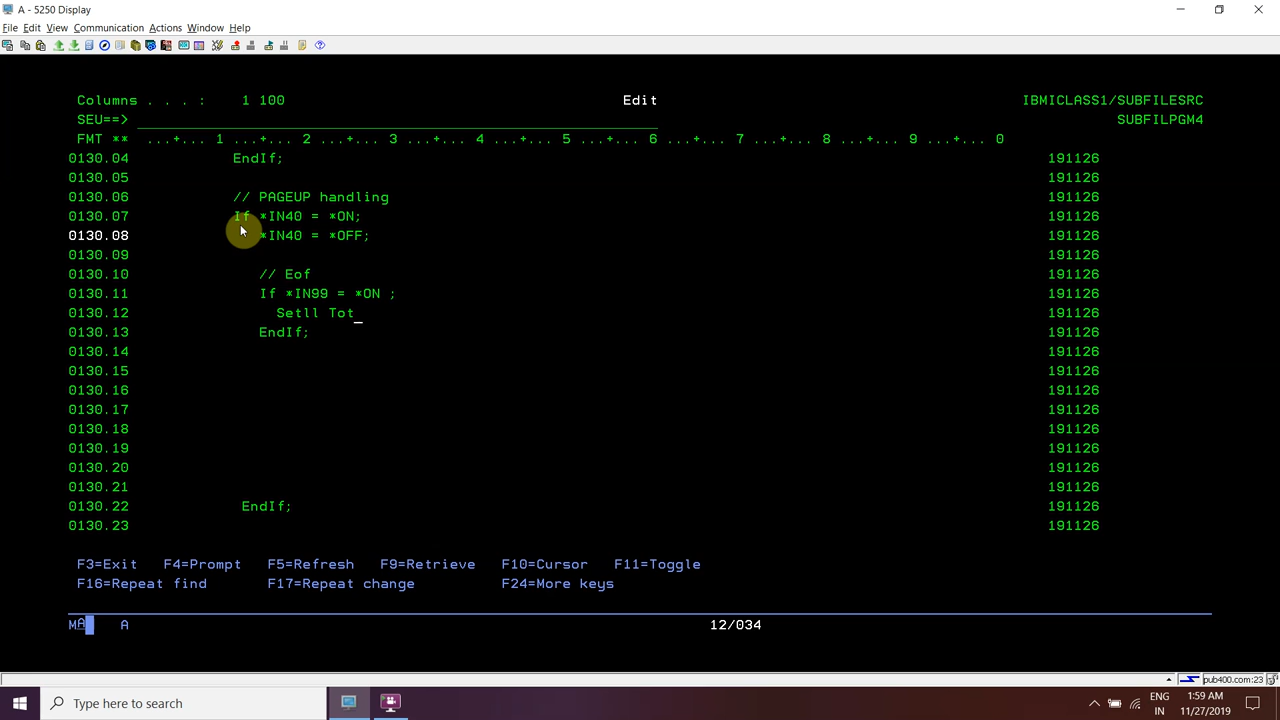 A - 5250 Display
File Edit View Communication Actions Window Help
Columns . . . : 1 100 Edit IBMICLASS1/SUBFILESRC
SEU==> SUBFILPGM4
FMT ** ...+... 1 ...+... 2 ...+... 3 ...+... 4 ...+... 5 ...+... 6 ...+... 7 ...+... 8 ...+... 9 ...+... 0
0130.04 EndIf; 191126
0130.05 191126
0130.06 // PAGEUP handling 191126
0130.07 If *IN40 = *ON; 191126
0130.08 *IN40 = *OFF; 191126
0130.09 191126
0130.10 // Eof 191126
0130.11 If *IN99 = *ON ; 191126
0130.12 Setll Tot_ 191126
0130.13 EndIf; 191126
0130.14 191126
0130.15 191126
0130.16 191126
0130.17 191126
0130.18 191126
0130.19 191126
0130.20 191126
0130.21 191126
0130.22 EndIf; 191126
0130.23 191126
F3=Exit F4=Prompt F5=Refresh F9=Retrieve F10=Cursor F11=Toggle
F16=Repeat find F17=Repeat change F24=More keys
MA A 12/034
pub400.com:23
Type here to search
ENG
IN
1:59 AM
11/27/2019